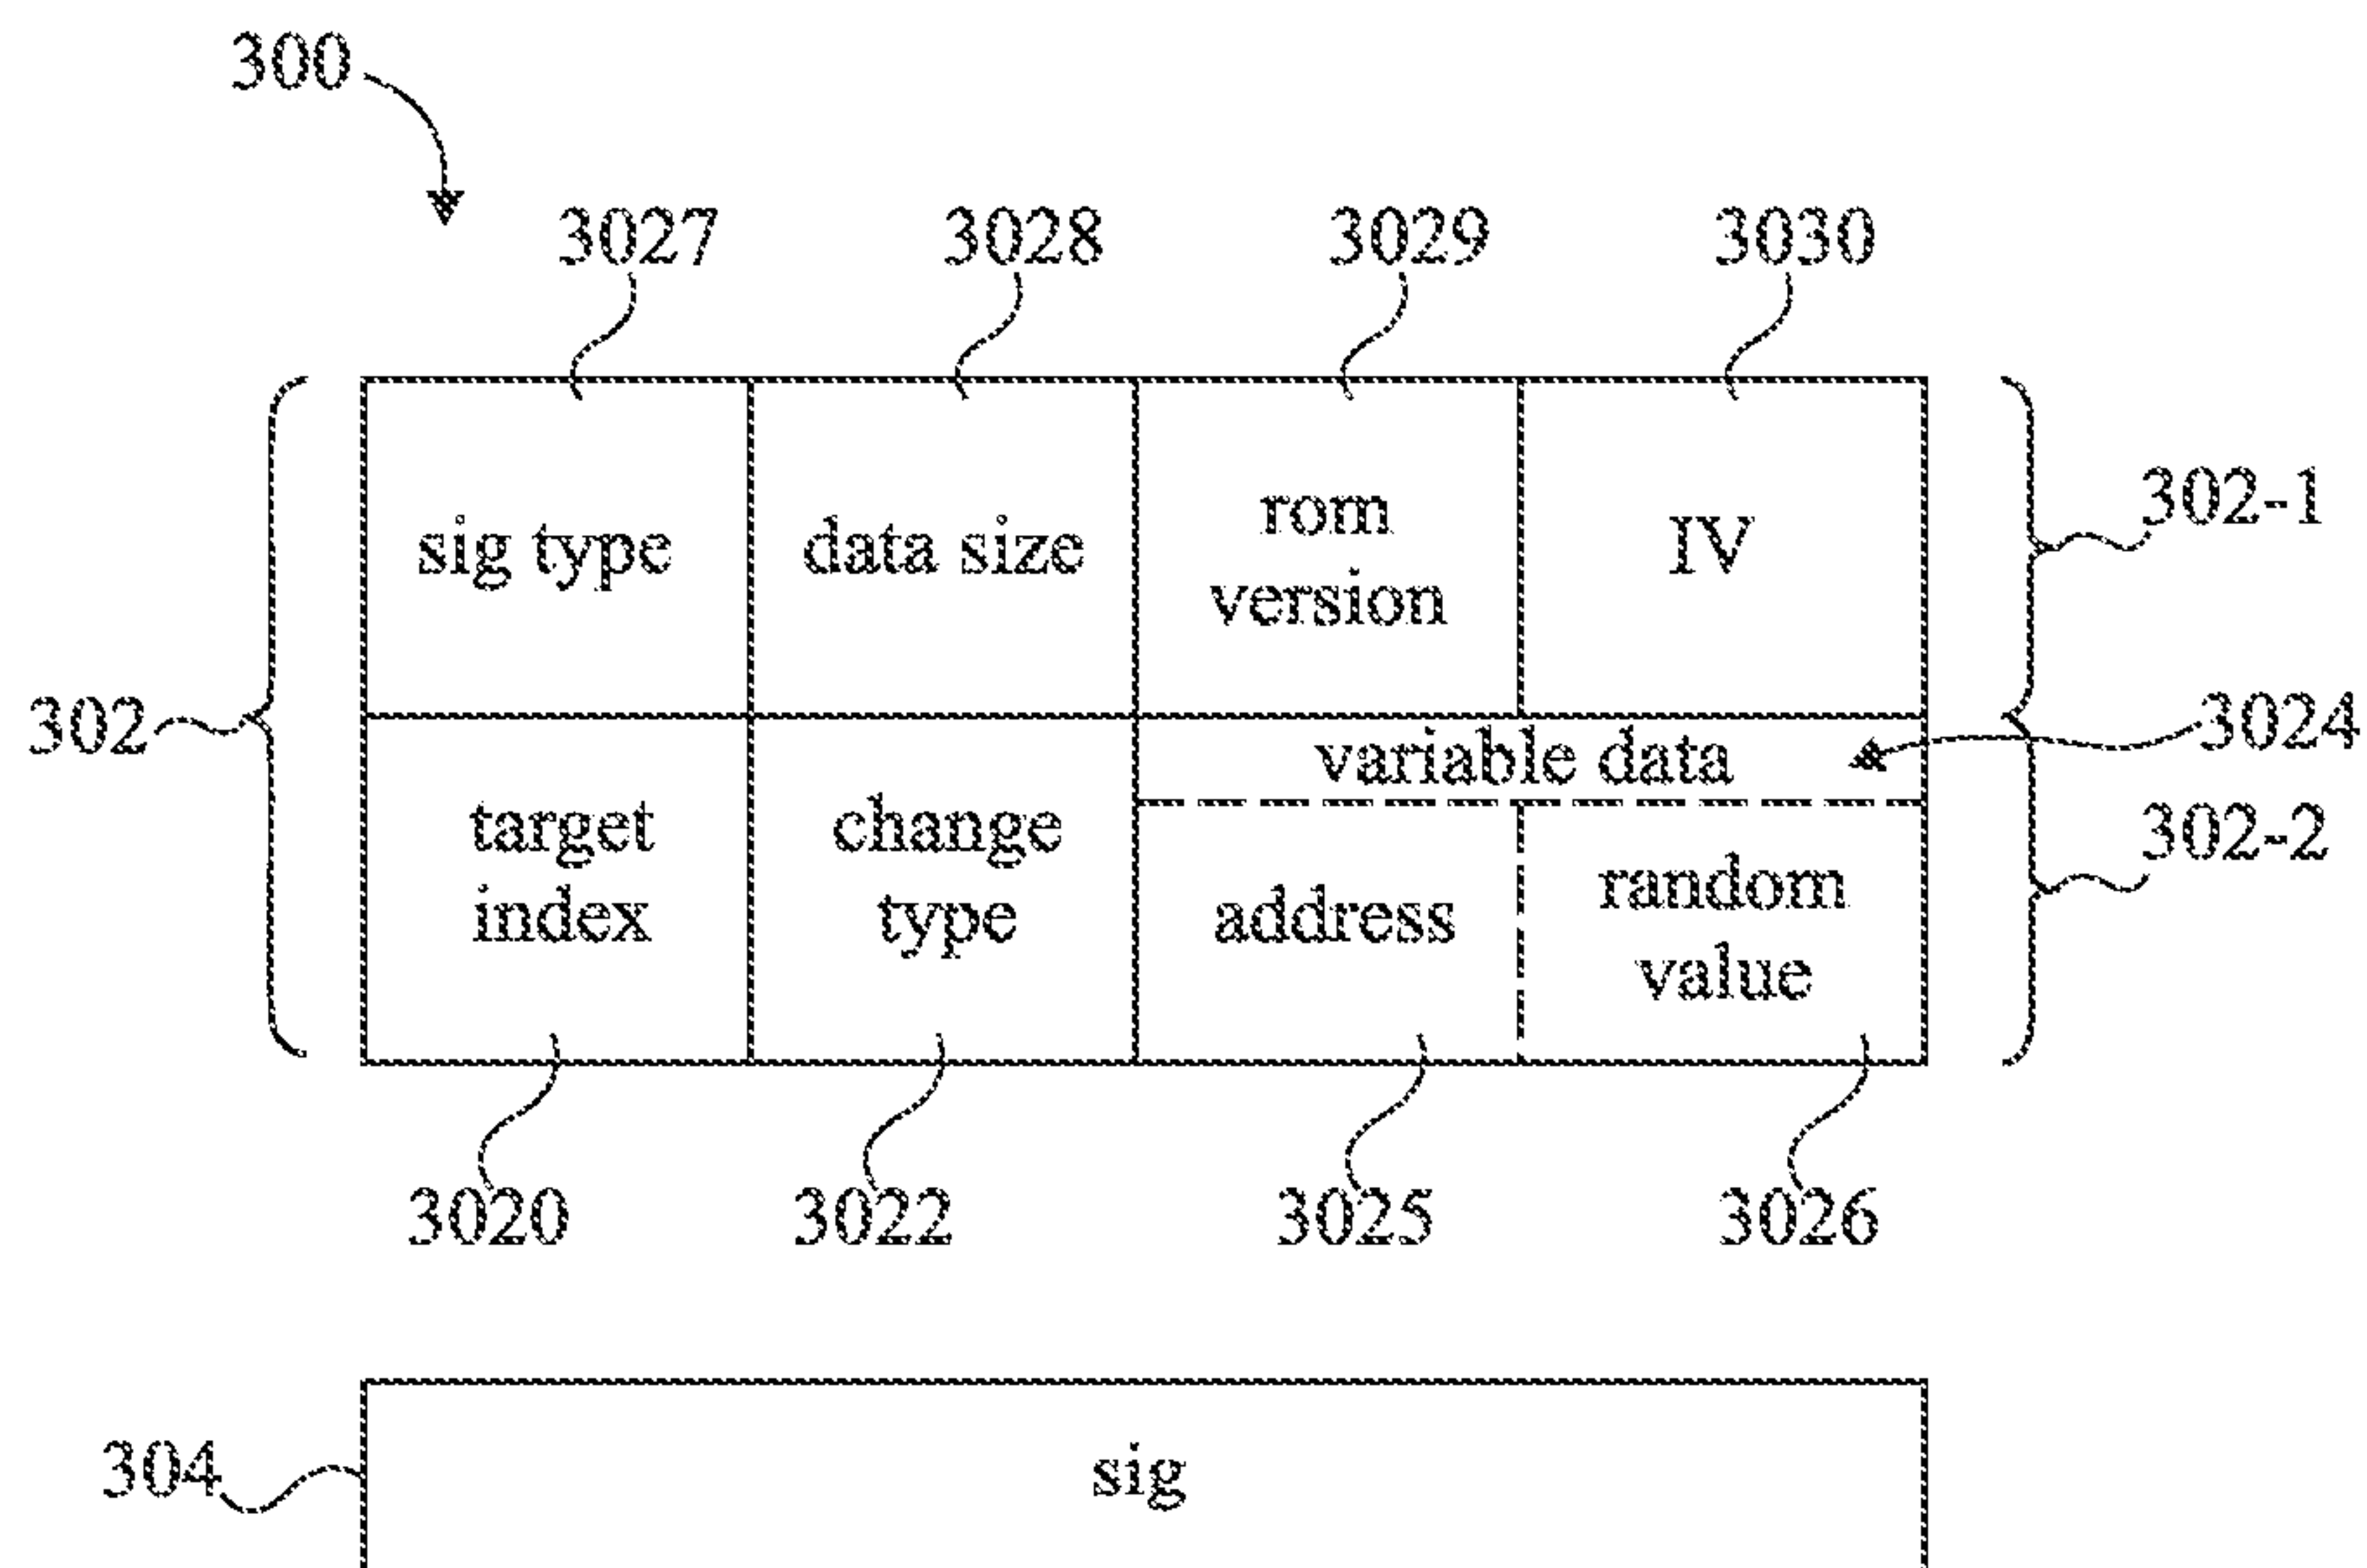 300
3027
3028
3029
3030
sig type
data size
rom
version
IV
302-1
302
variable data
3024
target
index
change
type
address
random
value
302-2
3020
3022
3025
3026
304
sig